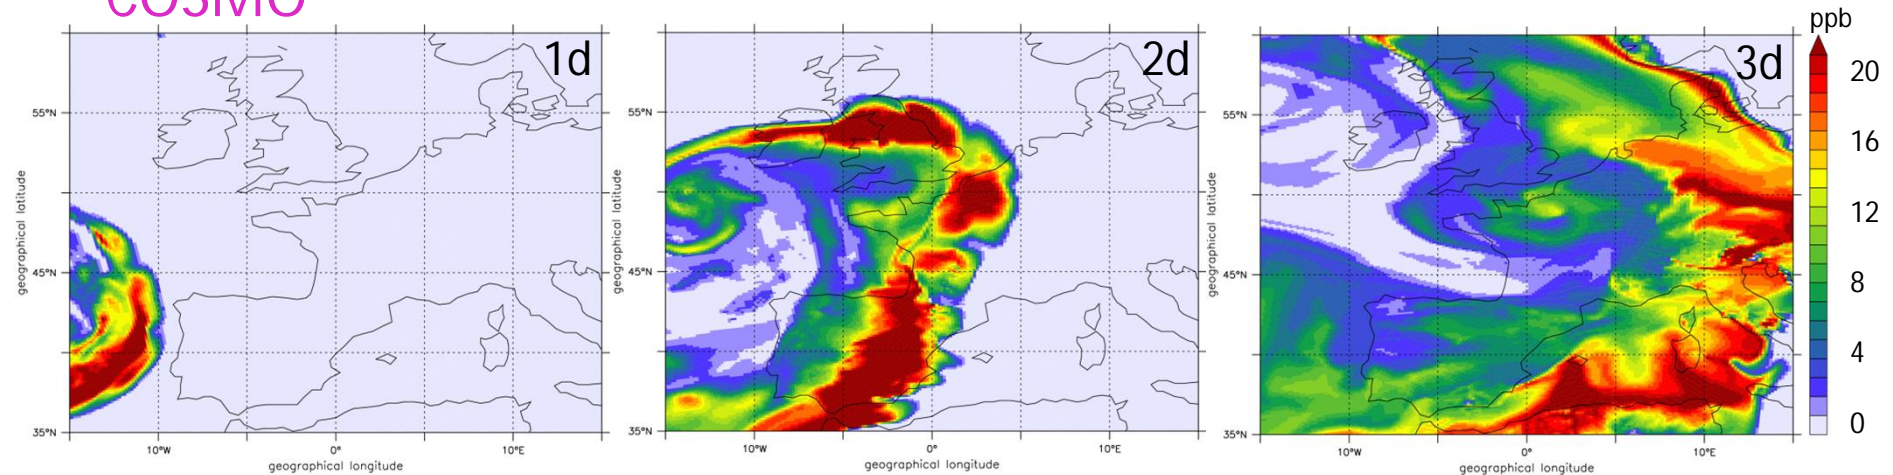 COSMO
1d
55°N
45°N
35°N
10°W
0°
10°E
geographical longitude
geographical latitude
2d
55°N
45°N
35°N
10°W
0°
10°E
geographical longitude
geographical latitude
3d
55°N
45°N
35°N
10°W
0°
10°E
geographical longitude
geographical latitude
ppb
20
16
12
8
4
0